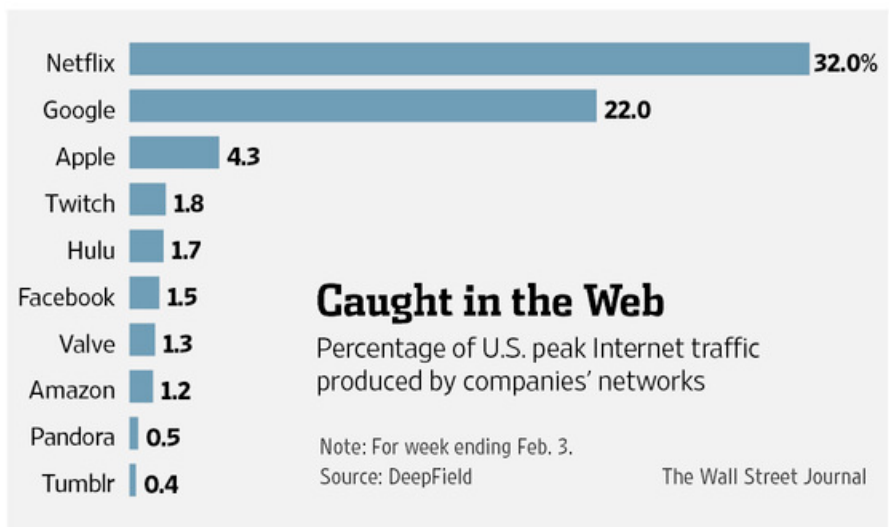 Netflix 32.0%
Google 22.0
Apple 4.3
Twitch 1.8
Hulu 1.7
Facebook 1.5
Valve 1.3
Amazon 1.2
Pandora 0.5
Tumblr 0.4
Caught in the Web
Percentage of U.S. peak Internet traffic
produced by companies’ networks
Note: For week ending Feb. 3.
Source: DeepField
The Wall Street Journal